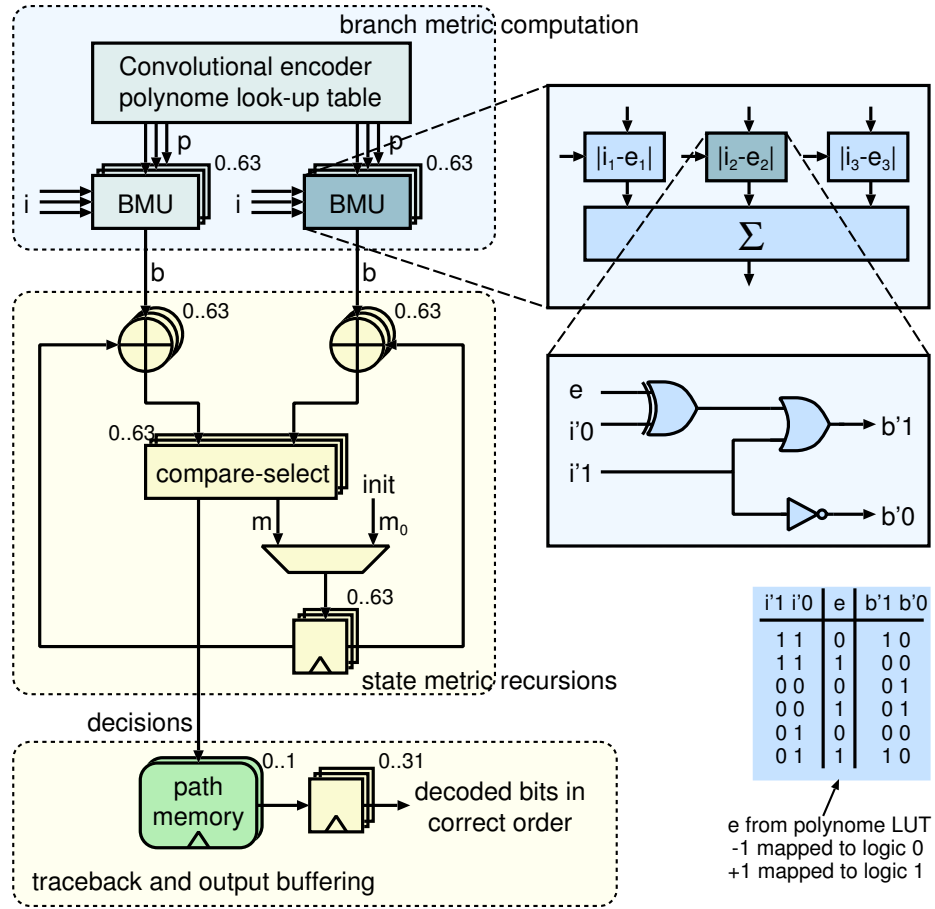 branch metric computation
Convolutional encoder
polynome look-up table
p
p
0..63
0..63
i
BMU
i
BMU
b
b
|i1-e1|
|i2-e2|
|i3-e3|
Σ
0..63
0..63
0..63
compare-select
init
m
m0
0..63
state metric recursions
e
i'0
i'1
b'1
b'0
decisions
0..1
0..31
path
memory
decoded bits in
correct order
traceback and output buffering
i'1 i'0 e b'1 b'0
1 1 0 1 0
1 1 1 0 0
0 0 0 0 1
0 0 1 0 1
0 1 0 0 0
0 1 1 1 0
e from polynome LUT
-1 mapped to logic 0
+1 mapped to logic 1